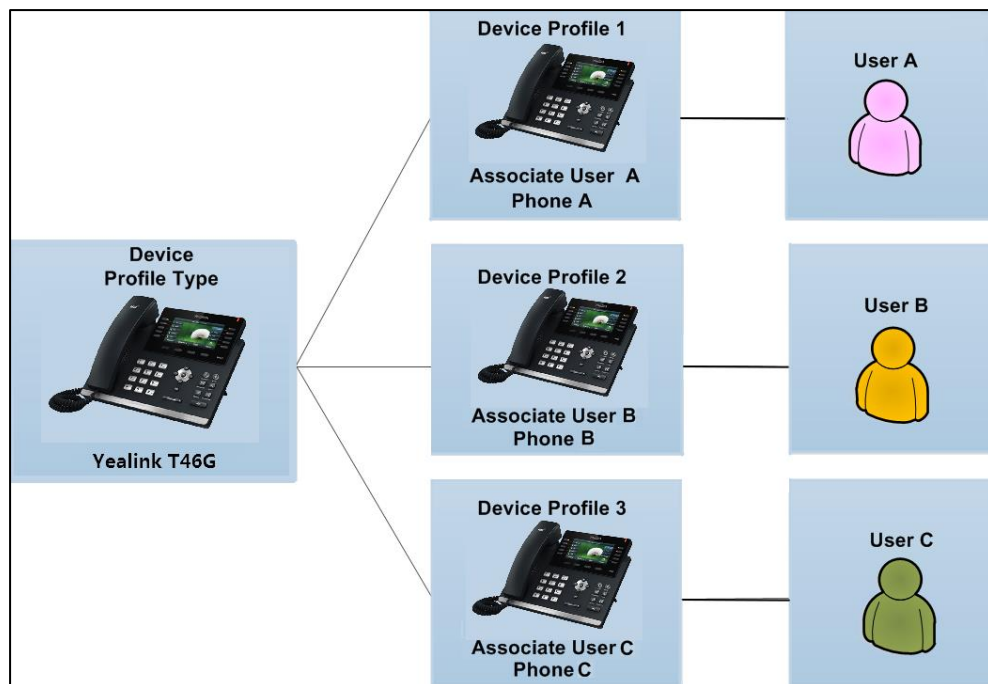 Device Profile 1
Associate User A
Phone A
User A
Device
Profile Type
Yealink T46G
Device Profile 2
Associate User B
Phone B
User B
Device Profile 3
Associate User C
Phone C
User C